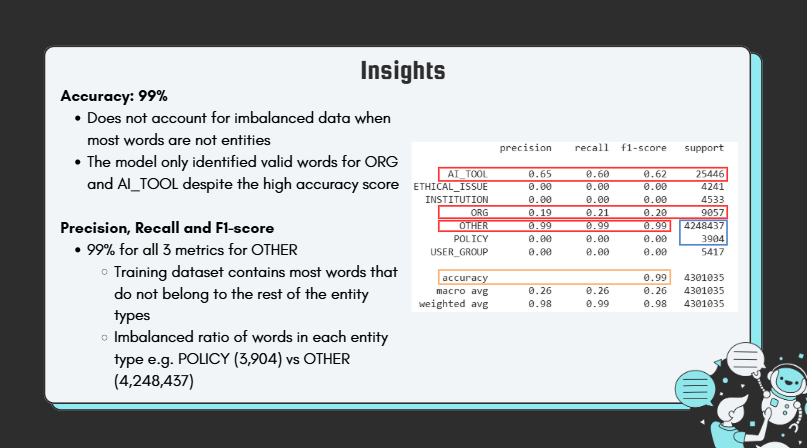 Insights
Accuracy: 99%
• Does not account for imbalanced data when
most words are not entities
• The model only identified valid words for ORG
and AI_TOOL despite the high accuracy score
Precision, Recall and F1-score
• 99% for all 3 metrics for OTHER
○ Training dataset contains most words that
do not belong to the rest of the entity
types
○ Imbalanced ratio of words in each entity
type e.g. POLICY (3,904) vs OTHER
(4,248,437)
precision recall f1-score support
AI_TOOL 0.65 0.60 0.62 25446
ETHICAL_ISSUE 0.00 0.00 0.00 4241
INSTITUTION 0.00 0.00 0.00 4533
ORG 0.19 0.21 0.20 9057
OTHER 0.99 0.99 0.99 4248437
POLICY 0.00 0.00 0.00 3904
USER_GROUP 0.00 0.00 0.00 5417
accuracy 0.99 4301035
macro avg 0.26 0.26 0.26 4301035
weighted avg 0.98 0.99 0.98 4301035